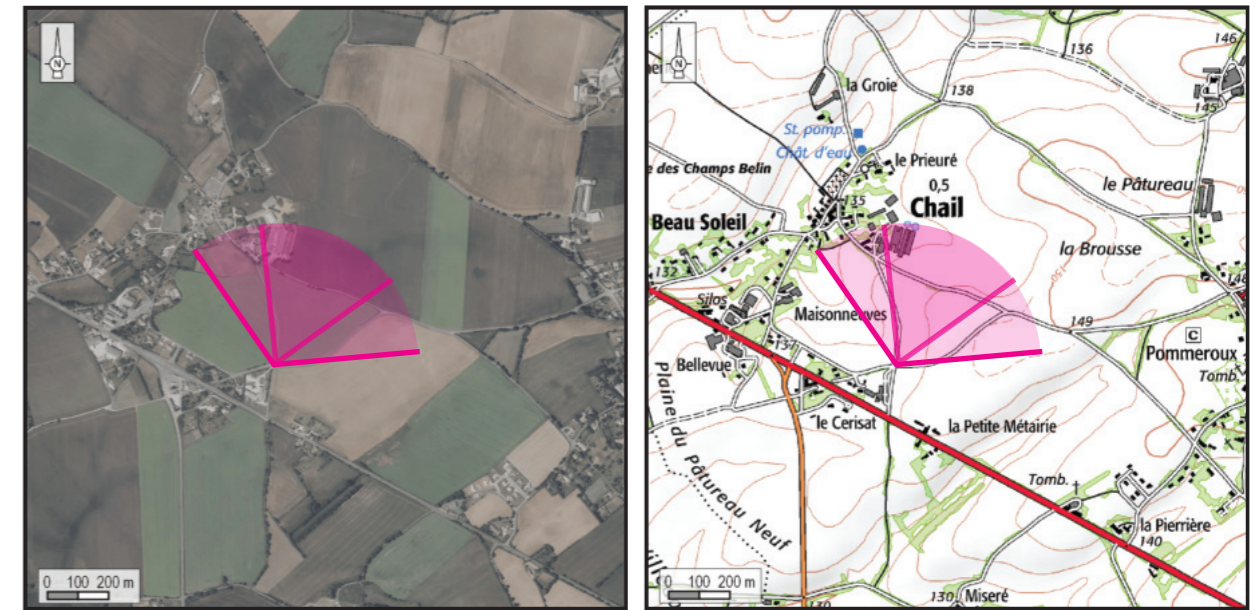 N
0 100 200 m
N
136
146
la Groie
138
145
St. pomp.
Chât. d'eau
le Prieuré
e des Champs Belin
0,5
le Pâtureau
135
Chail
Beau Soleil
la Brousse
132
150
146
Silos
Maisonneuves
149
C
137
Pommeroux
Bellevue
Tomb.
Plaine du Pâtureau Neuf
le Cerisat
la Petite Métairie
Tomb.
la Pierrière
140
0 100 200 m
130
130
Miseré